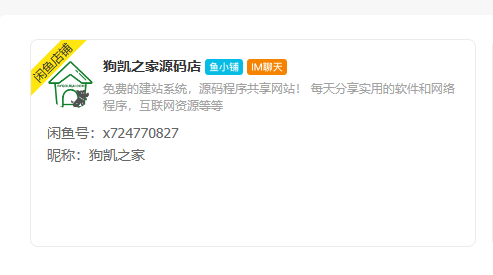 闲鱼店铺
狗凯之家源码店 鱼小铺 IM聊天
免费的建站系统，源码程序共享网站！ 每天分享实用的软件和网络
程序，互联网资源等等
闲鱼号：x724770827
昵称：狗凯之家